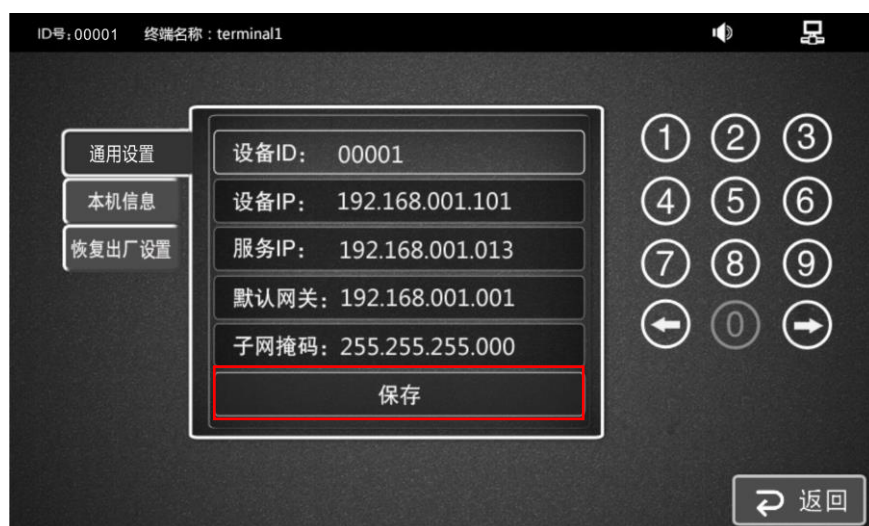 ID号:00001 终端名称：terminal1
通用设置
本机信息
恢复出厂设置
设备ID： 00001
设备IP： 192.168.001.101
服务IP： 192.168.001.013
默认网关：192.168.001.001
子网掩码：255.255.255.000
保存
1 2 3
4 5 6
7 8 9
0
返回